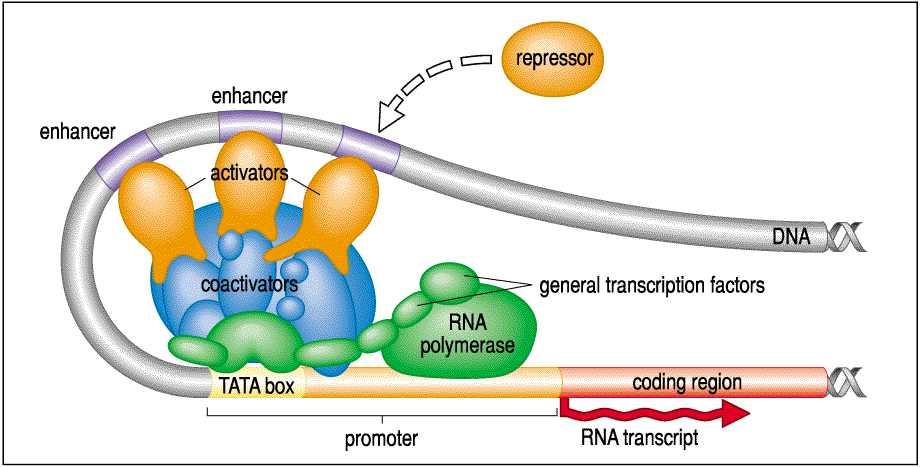 repressor
enhancer
enhancer
activators
DNA
coactivators
general transcription factors
RNA
polymerase
TATA box
coding region
promoter
RNA transcript